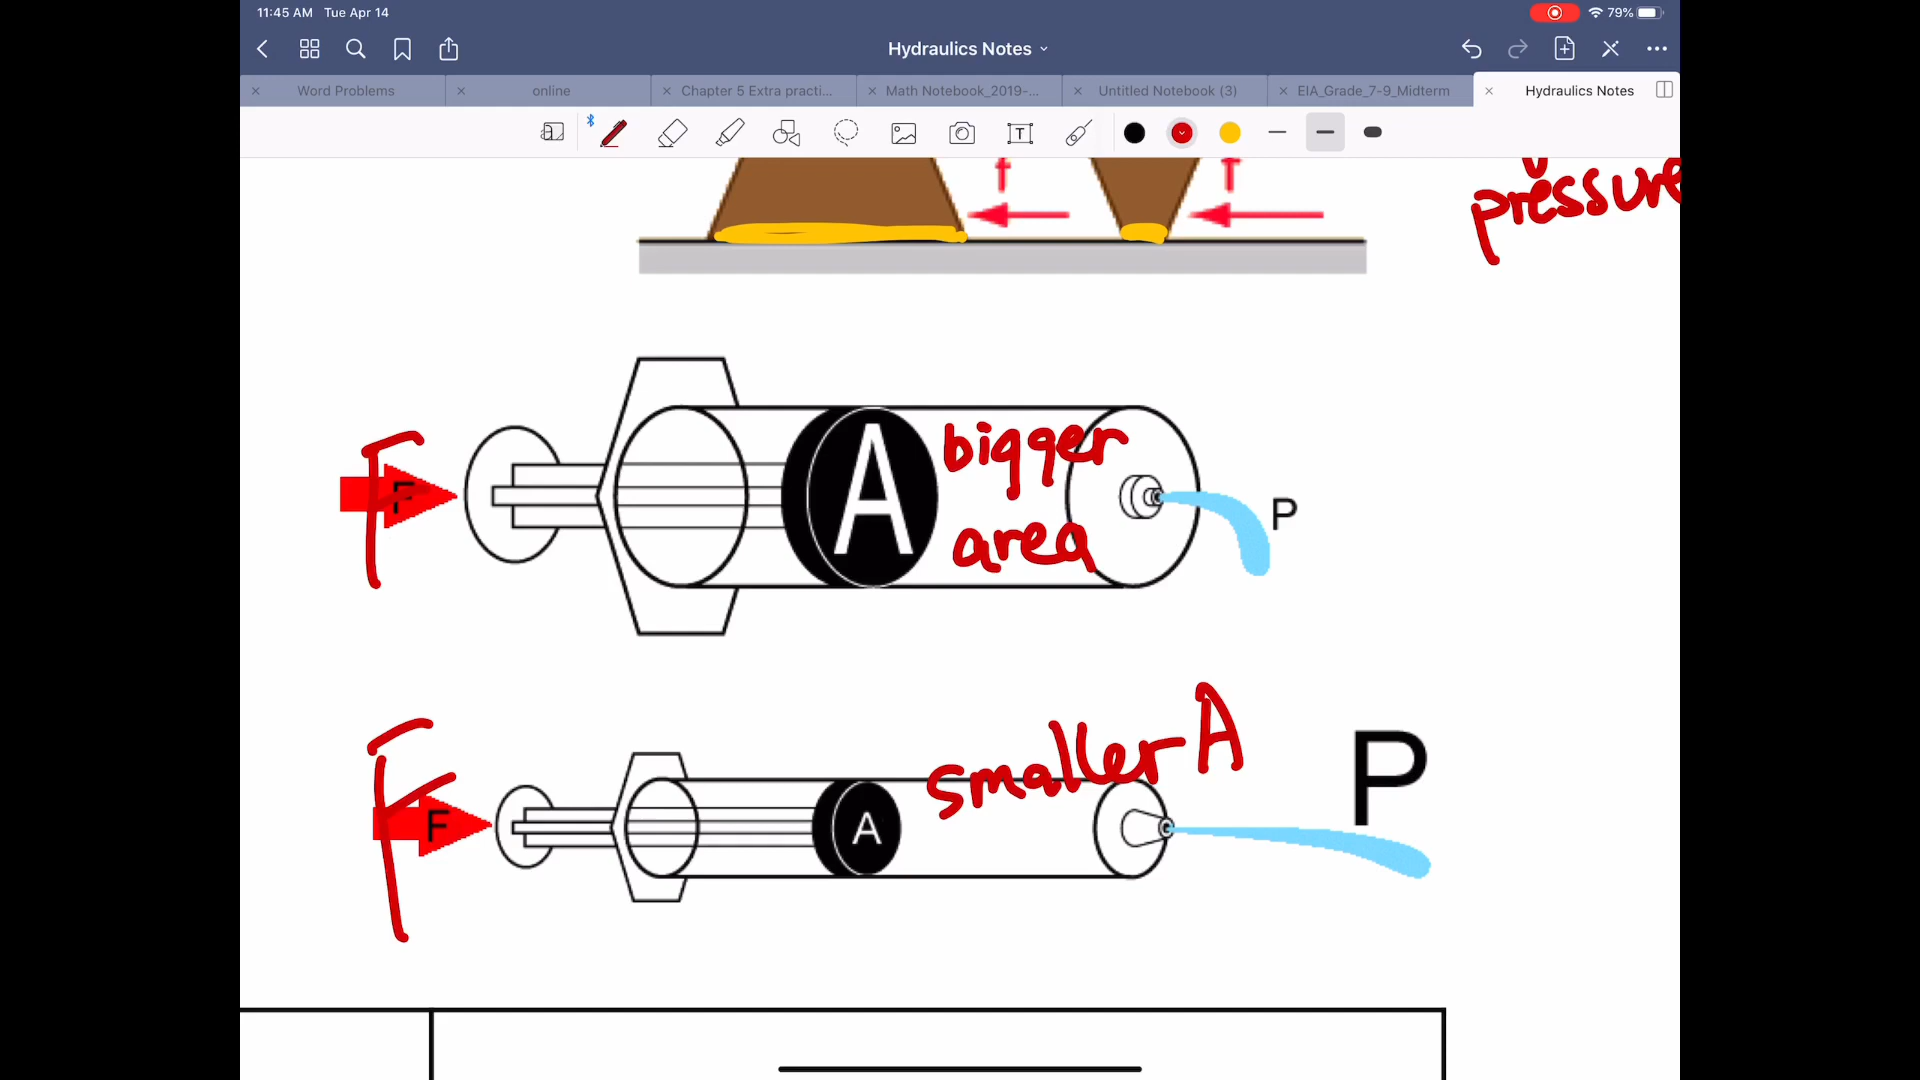 11:45 AM Tue Apr 14
79%
Hydraulics Notes
Word Problems
online
Chapter 5 Extra practi...
Math Notebook_2019-...
Untitled Notebook (3)
EIA_Grade_7-9_Midterm
Hydraulics Notes
a
T
pressure
F
F
A
bigger
area
P
F
F
A
smaller A
P